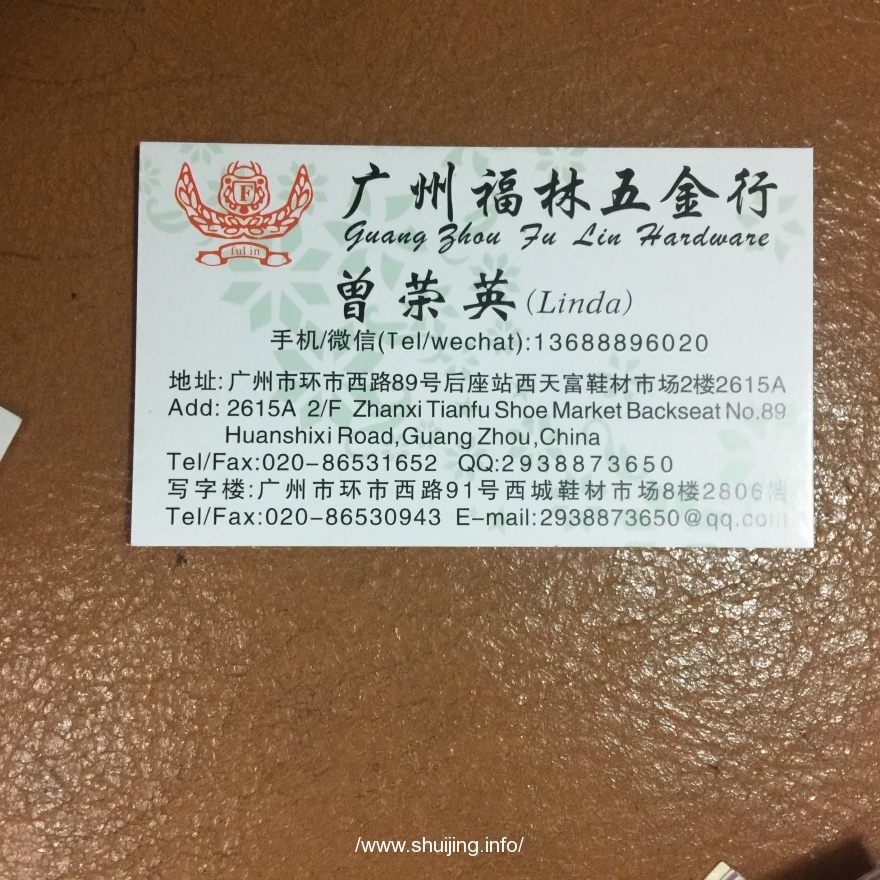 F
fuLin
广州福林五金行
Guang Zhou Fu Lin Hardware
曾荣英(Linda)
手机/微信(Tel/wechat):13688896020
地址:广州市环市西路89号后座站西天富鞋材市场2楼2615A
Add: 2615A 2/F Zhanxi Tianfu Shoe Market Backseat No.89
Huanshixi Road,Guang Zhou,China
Tel/Fax:020-86531652 QQ:2938873650
写字楼:广州市环市西路91号西城鞋材市场8楼2806
Tel/Fax:020-86530943 E-mail:2938873650@qq.com
/www.shuijing.info/